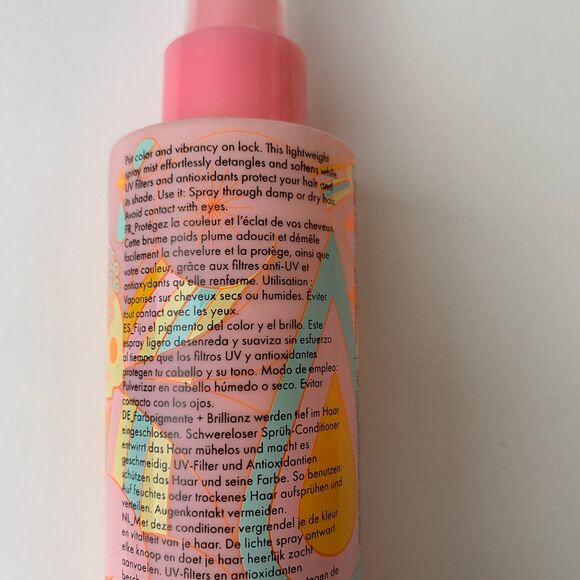 Put color and vibrancy on lock. This lightweight
spray mist effortlessly detangles and softens while
UV filters and antioxidants protect your hair and
its shade. Use it: Spray through damp or dry hair.
Avoid contact with eyes.
FR_Protégez la couleur et l'éclat de vos cheveux.
Cette brume poids plume adoucit et démêle
facilement la chevelure et la protège, ainsi que
votre couleur, grâce aux filtres anti-UV et
antioxydants qu'elle renferme. Utilisation :
Vaporiser sur cheveux secs ou humides. Éviter
tout contact avec les yeux.
ES_Fija el pigmento del color y el brillo. Este
espray ligero desenreda y suaviza sin esfuerzo
al tiempo que los filtros UV y antioxidantes
protegen tu cabello y su tono. Modo de empleo:
Pulverizar en cabello húmedo o seco. Evitar
contacto con los ojos.
DE_Farbpigmente + Brillianz werden tief im Haar
eingeschlossen. Schwereloser Sprüh-Conditioner
entwirrt das Haar mühelos und macht es
geschmeidig. UV-Filter und Antioxidantien
schützen das Haar und seine Farbe. So benutzen:
Auf feuchtes oder trockenes Haar aufsprühen und
verteilen. Augenkontakt vermeiden.
NL_Met deze conditioner vergrendel je de kleur
en vitaliteit van je haar. De lichte spray ontwart
elke knoop en doet je haar heerlijk zacht
aanvoelen. UV-filters en antioxidanten